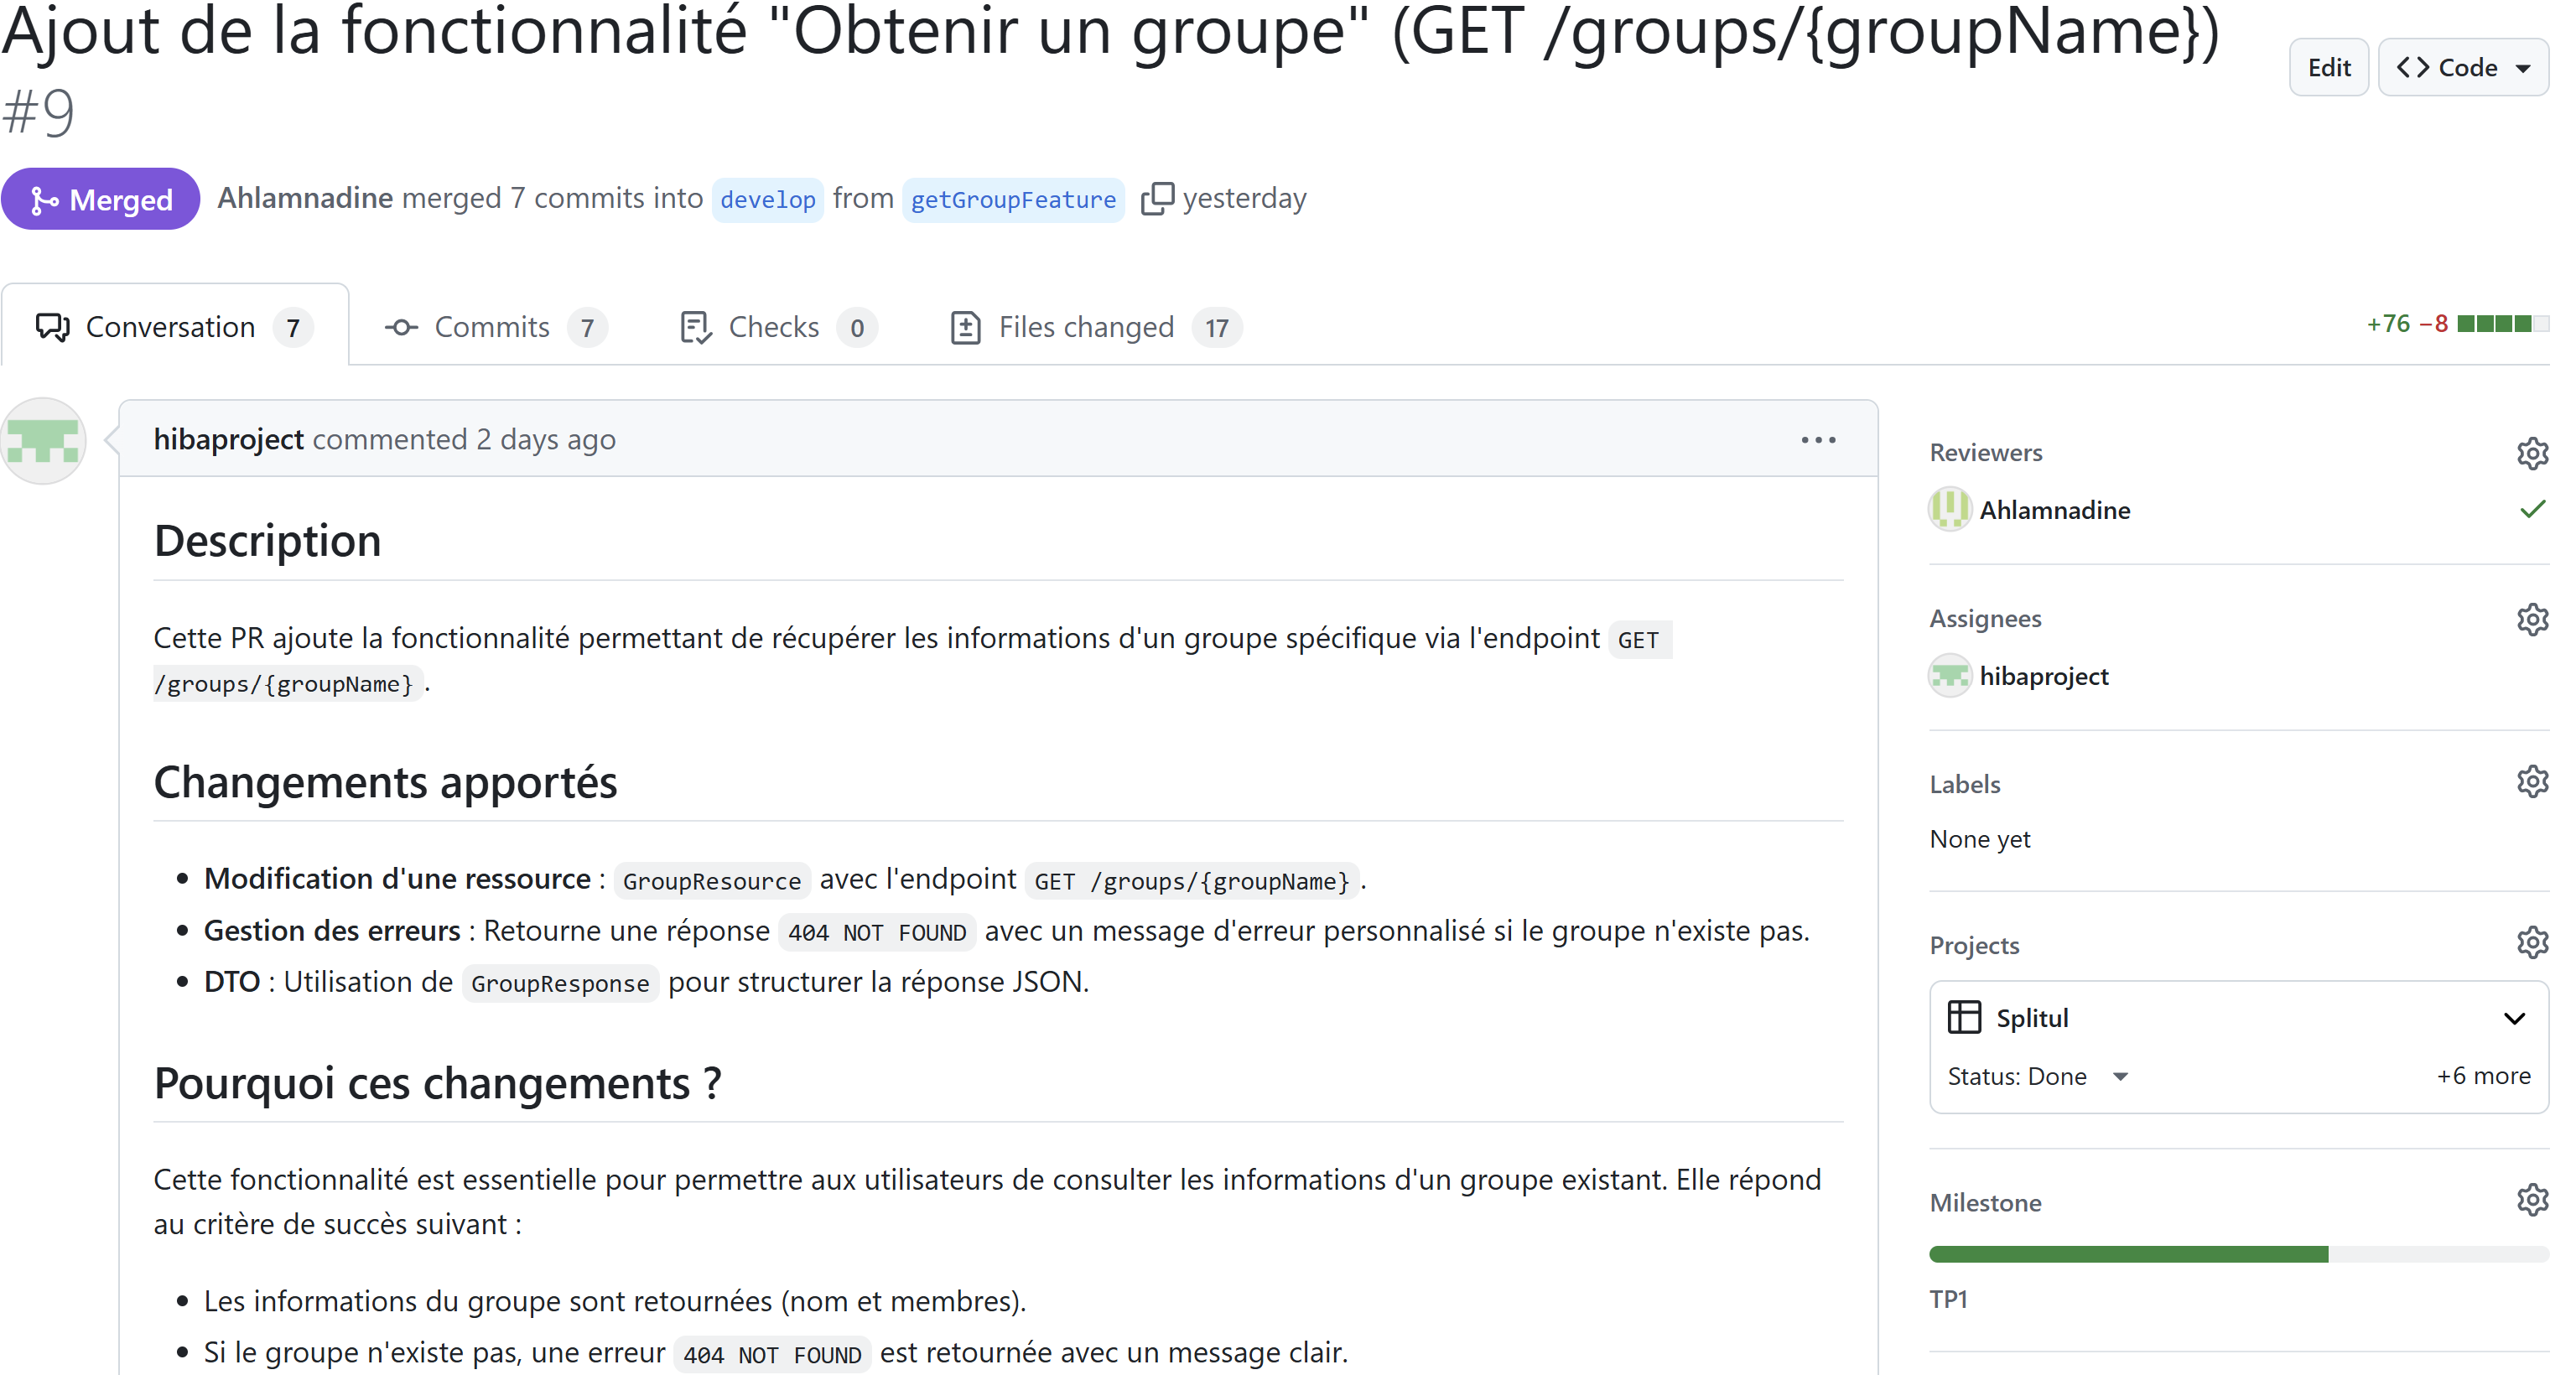 Ajout de la fonctionnalité "Obtenir un groupe" (GET /groups/{groupName})
#9
Edit
Code
Merged
Ahlamnadine merged 7 commits into develop from getGroupFeature yesterday
Conversation 7
Commits 7
Checks 0
Files changed 17
+76 −8
hibaproject commented 2 days ago
Description
Cette PR ajoute la fonctionnalité permettant de récupérer les informations d'un groupe spécifique via l'endpoint GET
/groups/{groupName}.
Changements apportés
• Modification d'une ressource : GroupResource avec l'endpoint GET /groups/{groupName}.
• Gestion des erreurs : Retourne une réponse 404 NOT FOUND avec un message d'erreur personnalisé si le groupe n'existe pas.
• DTO : Utilisation de GroupResponse pour structurer la réponse JSON.
Pourquoi ces changements ?
Cette fonctionnalité est essentielle pour permettre aux utilisateurs de consulter les informations d'un groupe existant. Elle répond
au critère de succès suivant :
• Les informations du groupe sont retournées (nom et membres).
• Si le groupe n'existe pas, une erreur 404 NOT FOUND est retournée avec un message clair.
Reviewers
Ahlamnadine
Assignees
hibaproject
Labels
None yet
Projects
Splitul
Status: Done
+6 more
Milestone
TP1